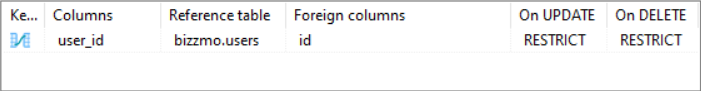 Ke... Columns Reference table Foreign columns On UPDATE On DELETE
user_id bizzmo.users id RESTRICT RESTRICT